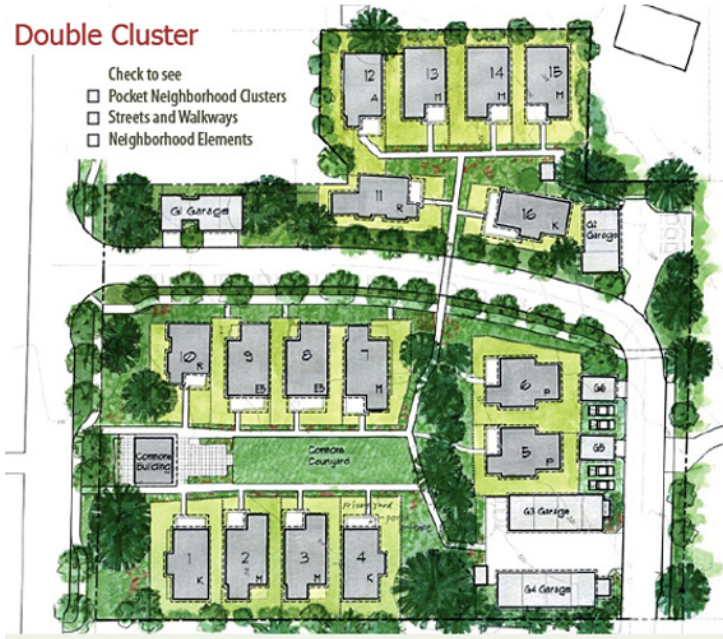 Double Cluster
Check to see
Pocket Neighborhood Clusters
Streets and Walkways
Neighborhood Elements
12
A
13
M
14
M
15
M
G1 Garage
11
R
16
K
G2 Garage
10
R
9
EB
8
EB
7
M
6
P
G6
Commons
Building
Commons
Courtyard
5
P
G5
1
K
2
M
3
M
4
K
G3 Garage
G4 Garage